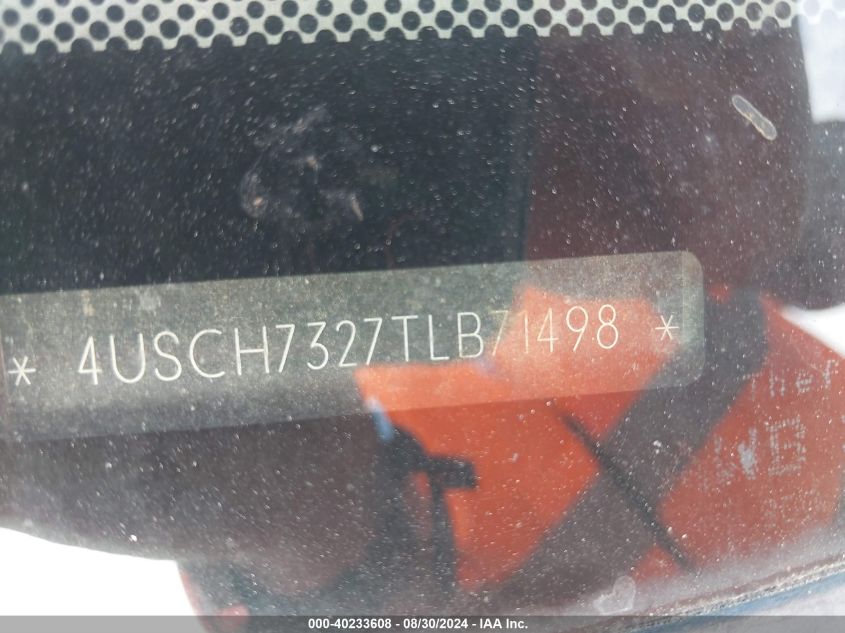 * 4USCH7327TLB71498 *
000-40233608 - 08/30/2024 - IAA Inc.